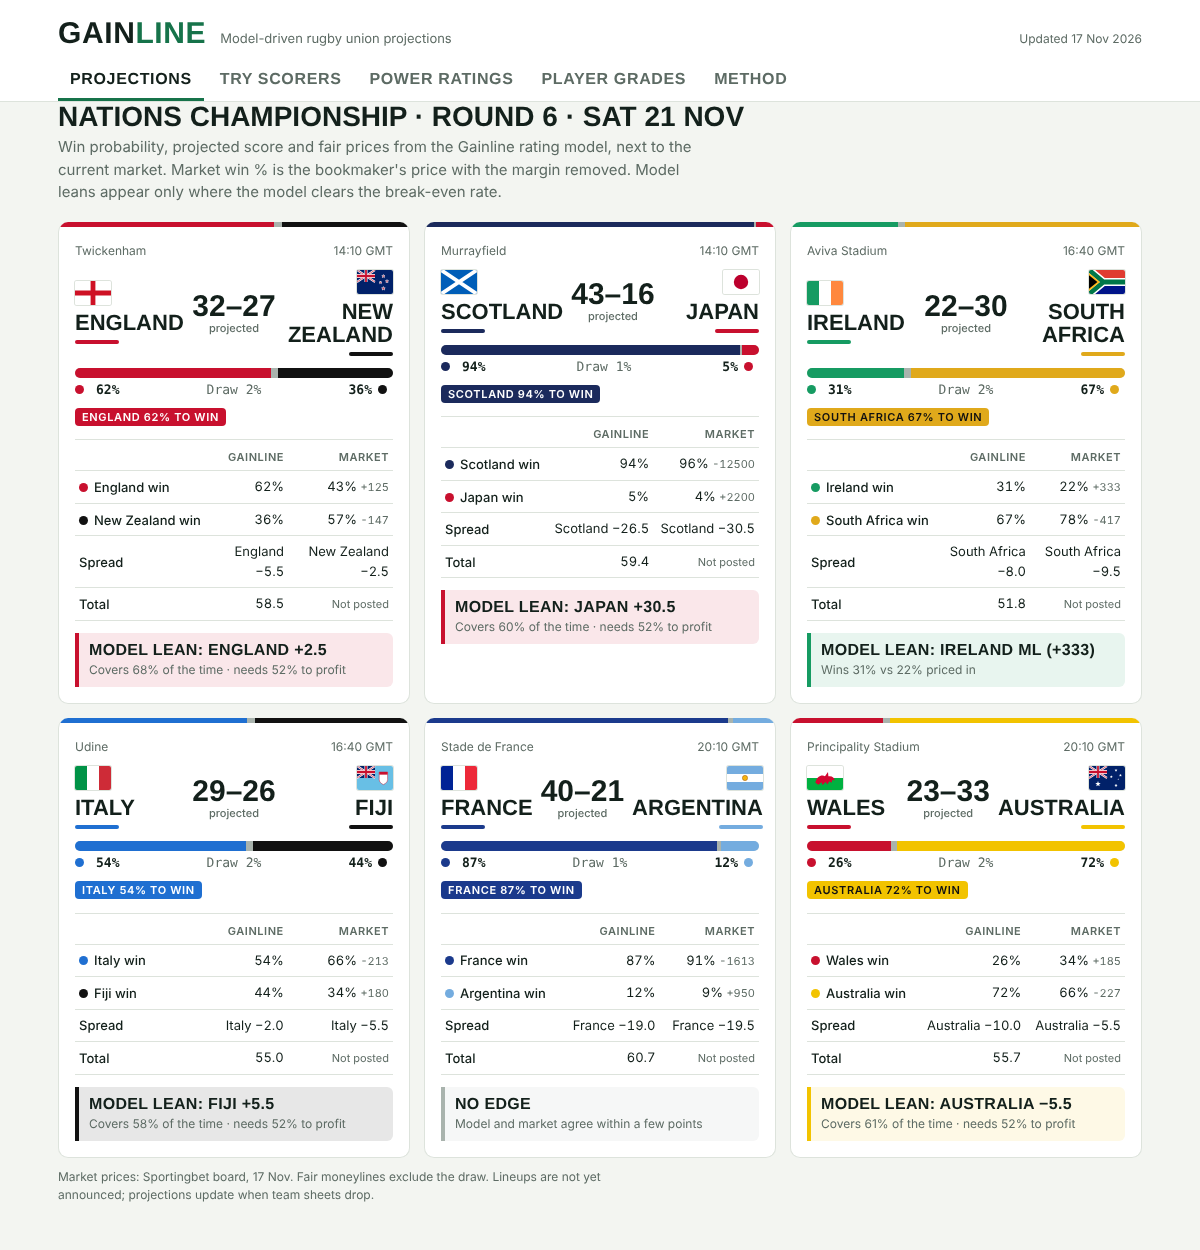 GAINLINE Model-driven rugby union projections Updated 17 Nov 2026
PROJECTIONS TRY SCORERS POWER RATINGS PLAYER GRADES METHOD
NATIONS CHAMPIONSHIP · ROUND 6 · SAT 21 NOV
Win probability, projected score and fair prices from the Gainline rating model, next to the
current market. Market win % is the bookmaker's price with the margin removed. Model
leans appear only where the model clears the break-even rate.
Twickenham 14:10 GMT
ENGLAND
32–27
projected
NEW
ZEALAND
62% Draw 2% 36%
ENGLAND 62% TO WIN
GAINLINE MARKET
England win 62% 43% +125
New Zealand win 36% 57% -147
Spread England −5.5 New Zealand −2.5
Total 58.5 Not posted
MODEL LEAN: ENGLAND +2.5
Covers 68% of the time · needs 52% to profit
Murrayfield 14:10 GMT
SCOTLAND
43–16
projected
JAPAN
94% Draw 1% 5%
SCOTLAND 94% TO WIN
GAINLINE MARKET
Scotland win 94% 96% -12500
Japan win 5% 4% +2200
Spread Scotland −26.5 Scotland −30.5
Total 59.4 Not posted
MODEL LEAN: JAPAN +30.5
Covers 60% of the time · needs 52% to profit
Aviva Stadium 16:40 GMT
IRELAND
22–30
projected
SOUTH
AFRICA
31% Draw 2% 67%
SOUTH AFRICA 67% TO WIN
GAINLINE MARKET
Ireland win 31% 22% +333
South Africa win 67% 78% -417
Spread South Africa −8.0 South Africa −9.5
Total 51.8 Not posted
MODEL LEAN: IRELAND ML (+333)
Wins 31% vs 22% priced in
Udine 16:40 GMT
ITALY
29–26
projected
FIJI
54% Draw 2% 44%
ITALY 54% TO WIN
GAINLINE MARKET
Italy win 54% 66% -213
Fiji win 44% 34% +180
Spread Italy −2.0 Italy −5.5
Total 55.0 Not posted
MODEL LEAN: FIJI +5.5
Covers 58% of the time · needs 52% to profit
Stade de France 20:10 GMT
FRANCE
40–21
projected
ARGENTINA
87% Draw 1% 12%
FRANCE 87% TO WIN
GAINLINE MARKET
France win 87% 91% -1613
Argentina win 12% 9% +950
Spread France −19.0 France −19.5
Total 60.7 Not posted
NO EDGE
Model and market agree within a few points
Principality Stadium 20:10 GMT
WALES
23–33
projected
AUSTRALIA
26% Draw 2% 72%
AUSTRALIA 72% TO WIN
GAINLINE MARKET
Wales win 26% 34% +185
Australia win 72% 66% -227
Spread Australia −10.0 Australia −5.5
Total 55.7 Not posted
MODEL LEAN: AUSTRALIA −5.5
Covers 61% of the time · needs 52% to profit
Market prices: Sportingbet board, 17 Nov. Fair moneylines exclude the draw. Lineups are not yet
announced; projections update when team sheets drop.